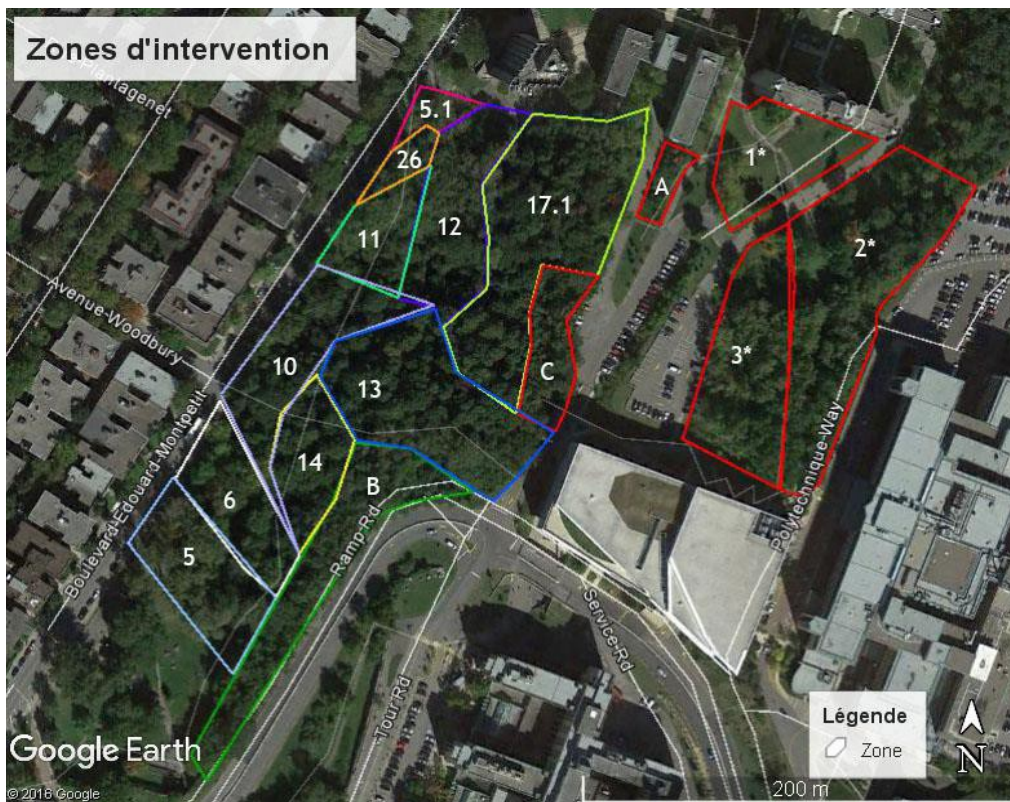 Zones d'intervention
Plantagenet
5.1
26
1*
A
17.1
12
11
2*
Avenue-Woodbury
10
13
3*
C
Boulevard-Edouard-Montpetit
14
6
B
5
Ramp-Rd
Polytechnique-Way
Service-Rd
Tour Rd
Légende
Zone
N
Google Earth
200 m
© 2016 Google